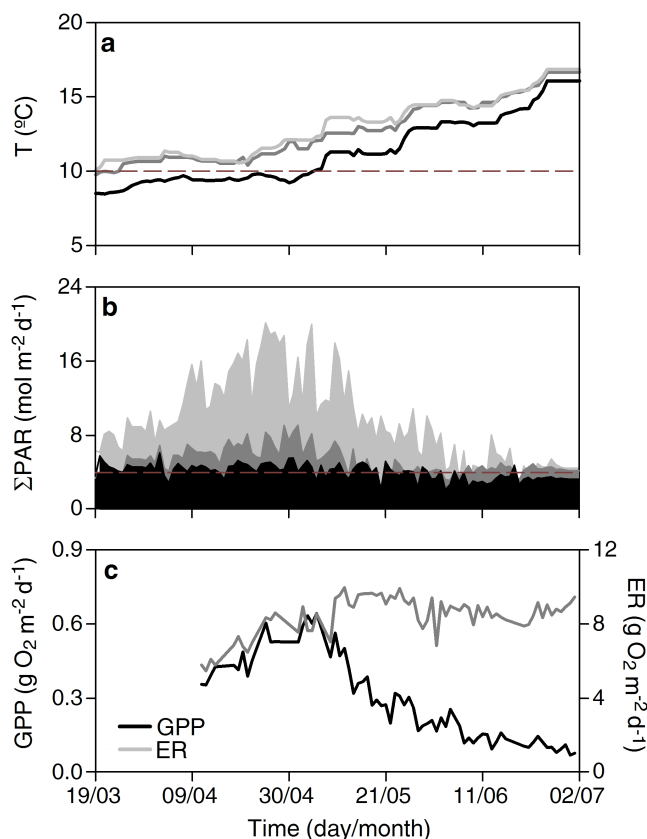 a
20
15
10
5
T (ºC)
b
24
16
8
0
ΣPAR (mol m-2 d-1)
c
0.9
0.6
0.3
0.0
GPP (g O2 m-2 d-1)
12
8
4
0
ER (g O2 m-2 d-1)
GPP
ER
19/03 09/04 30/04 21/05 11/06 02/07
Time (day/month)